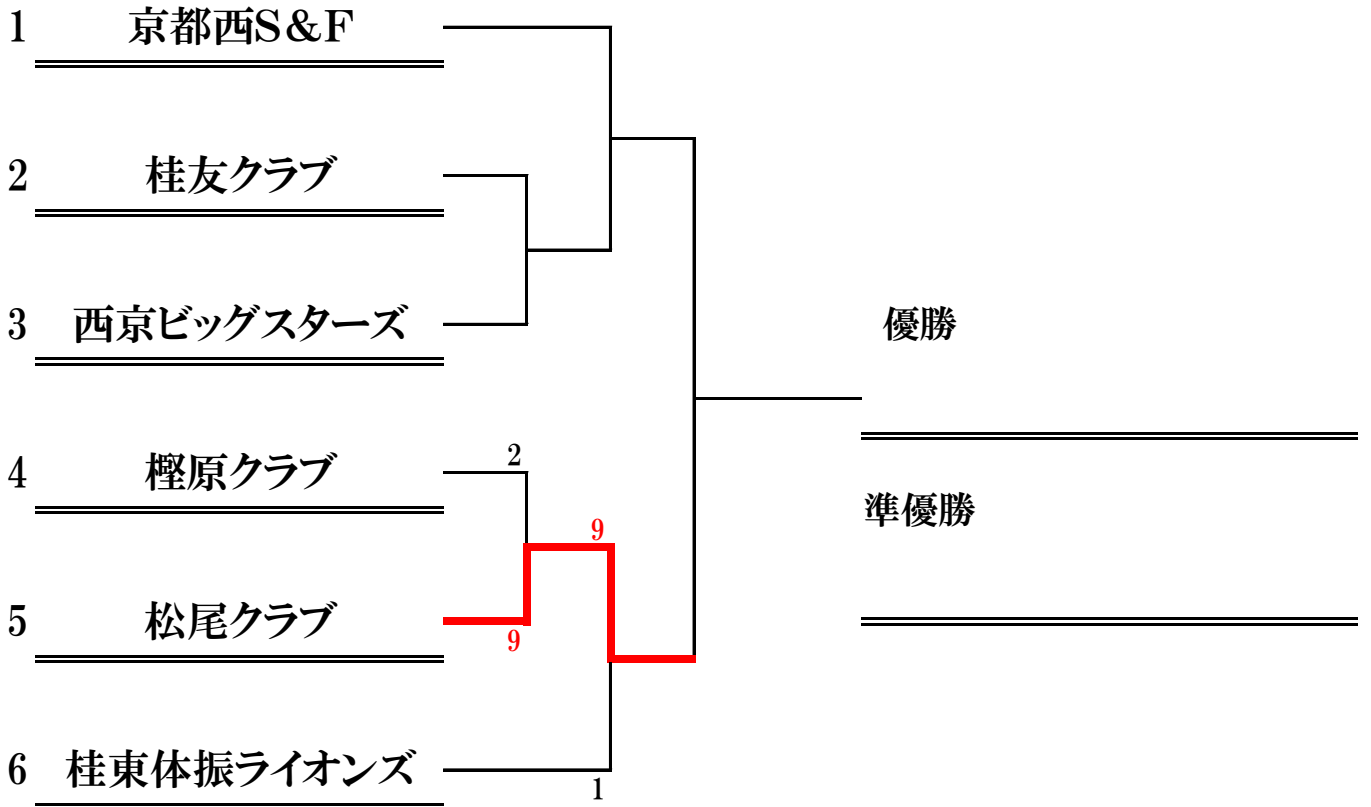 1 京都西S&F
2 桂友クラブ
3 西京ビッグスターズ
優勝
4 樫原クラブ
2
準優勝
9
5 松尾クラブ
9
6 桂東体振ライオンズ
1